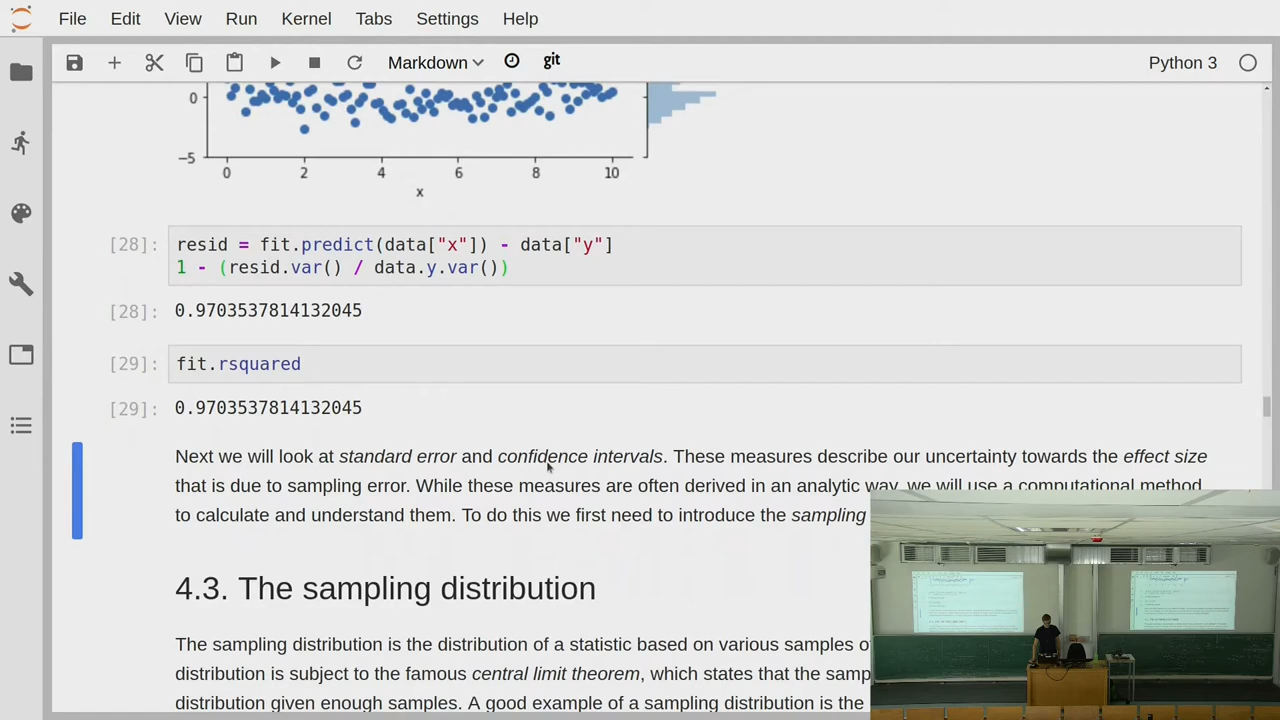 File Edit View Run Kernel Tabs Settings Help
Markdown git Python 3
0
-5
0 2 4 6 8 10
x
[28]: resid = fit.predict(data["x"]) - data["y"]
1 - (resid.var() / data.y.var())
[28]: 0.9703537814132045
[29]: fit.rsquared
[29]: 0.9703537814132045
Next we will look at standard error and confidence intervals. These measures describe our uncertainty towards the effect size
that is due to sampling error. While these measures are often derived in an analytic way, we will use a computational method
to calculate and understand them. To do this we first need to introduce the sampling
4.3. The sampling distribution
The sampling distribution is the distribution of a statistic based on various samples
distribution is subject to the famous central limit theorem, which states that the
distribution given enough samples. A good example of a sampling distribution is the